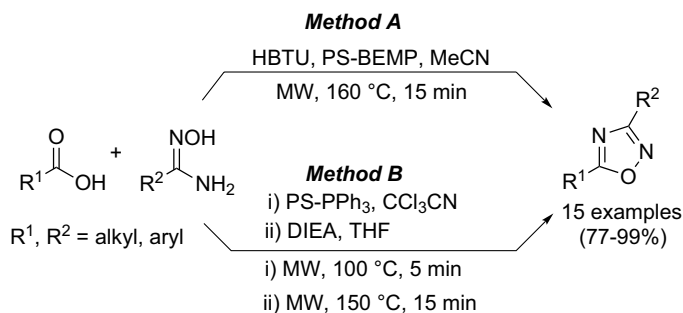 Method A
HBTU, PS-BEMP, MeCN
MW, 160 °C, 15 min
O
R¹
OH
+
NOH
R²
NH₂
R¹, R² = alkyl, aryl
Method B
i) PS-PPh₃, CCl₃CN
ii) DIEA, THF
i) MW, 100 °C, 5 min
ii) MW, 150 °C, 15 min
R²
N
N
R¹
O
15 examples
(77-99%)